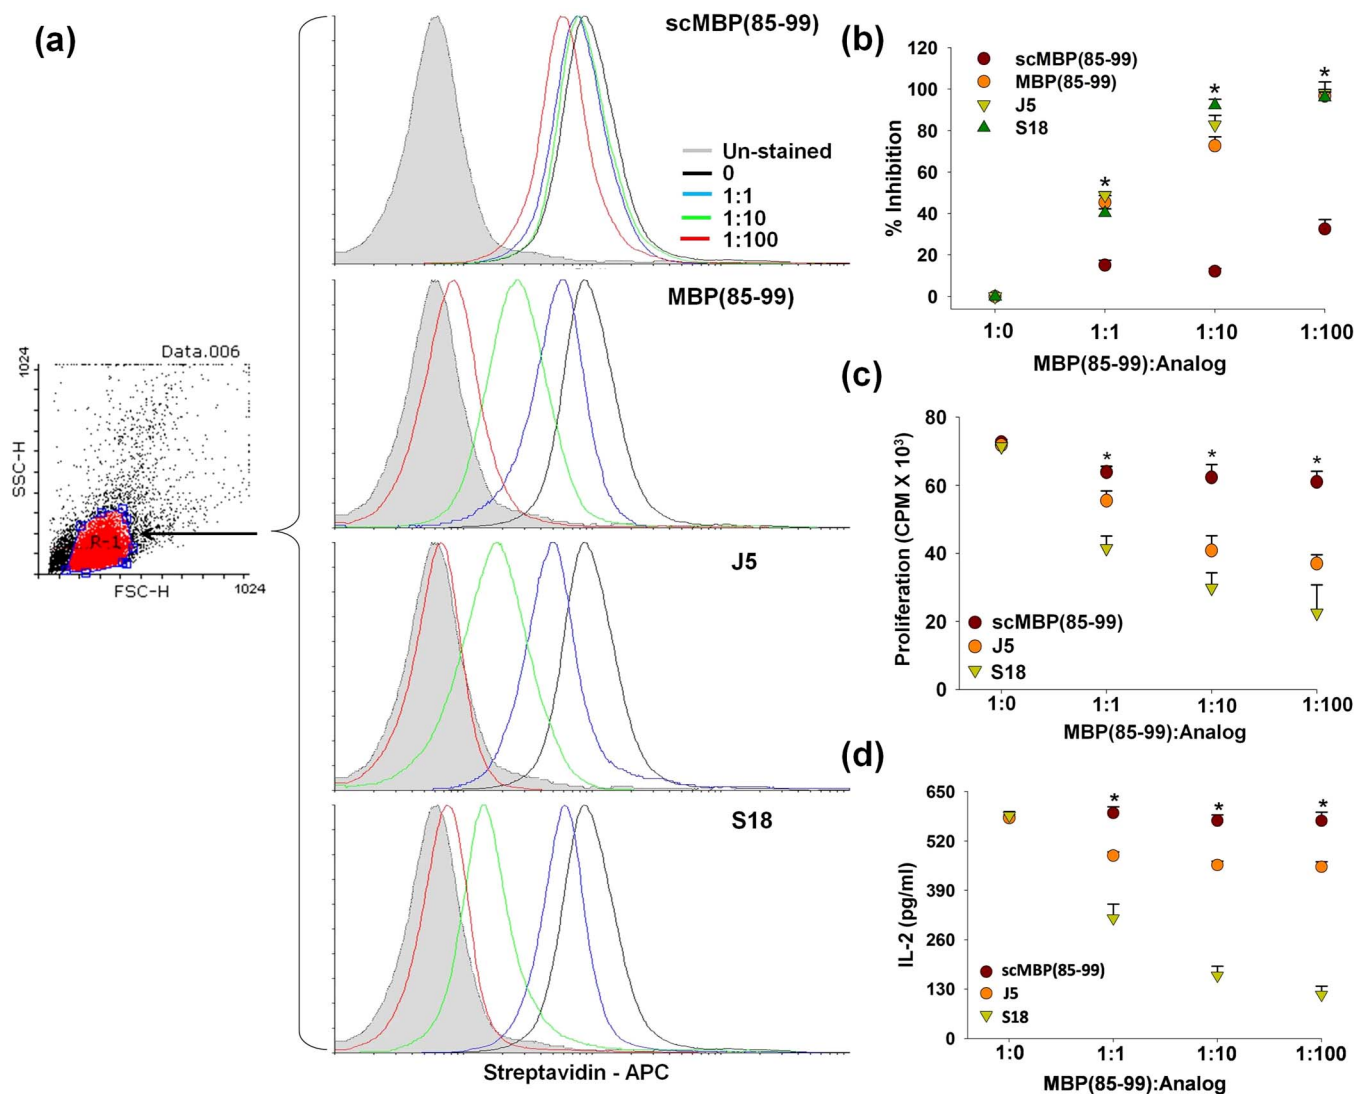 (a)
scMBP(85-99)
Un-stained
0
1:1
1:10
1:100
MBP(85-99)
J5
S18
Streptavidin - APC
Data.006
1024
SSC-H
R-1
FSC-H
1024
(b)
120
100
80
60
40
20
0
% Inhibition
scMBP(85-99)
MBP(85-99)
J5
S18
*
*
*
1:0 1:1 1:10 1:100
MBP(85-99):Analog
(c)
80
60
40
20
0
Proliferation (CPM X 10³)
*
*
*
scMBP(85-99)
J5
S18
1:0 1:1 1:10 1:100
MBP(85-99):Analog
(d)
650
520
390
260
130
0
IL-2 (pg/ml)
*
*
*
scMBP(85-99)
J5
S18
1:0 1:1 1:10 1:100
MBP(85-99):Analog